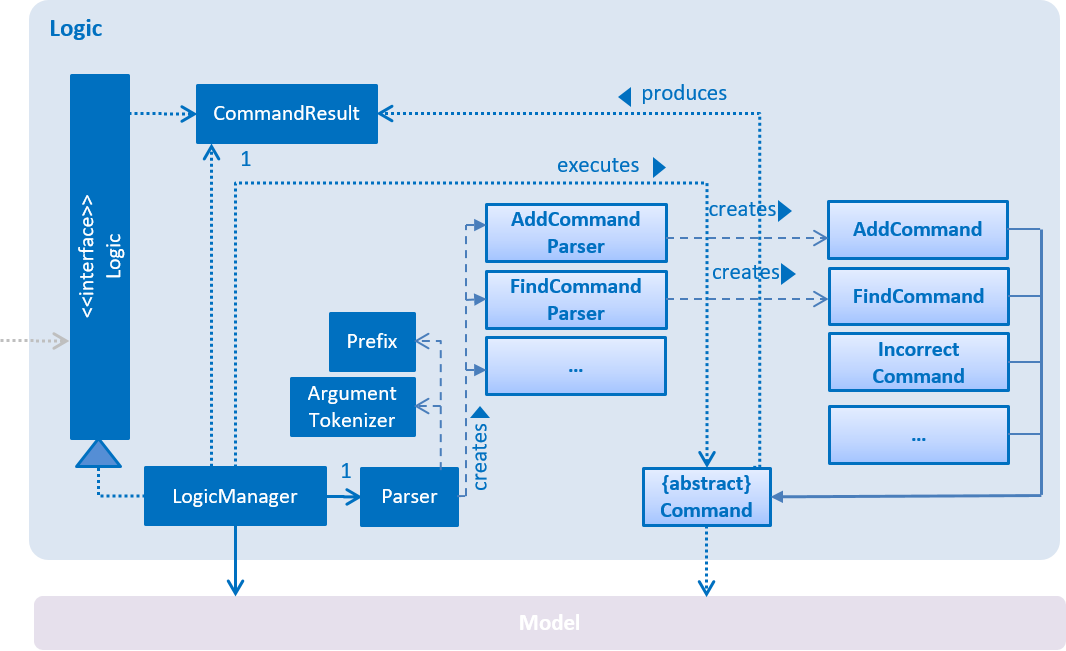 Logic
<<interface>>
Logic
CommandResult
produces
1
executes
creates
AddCommand
Parser
AddCommand
creates
FindCommand
Parser
FindCommand
Prefix
...
Incorrect
Command
Argument
Tokenizer
...
creates
LogicManager
1
Parser
{abstract}
Command
Model